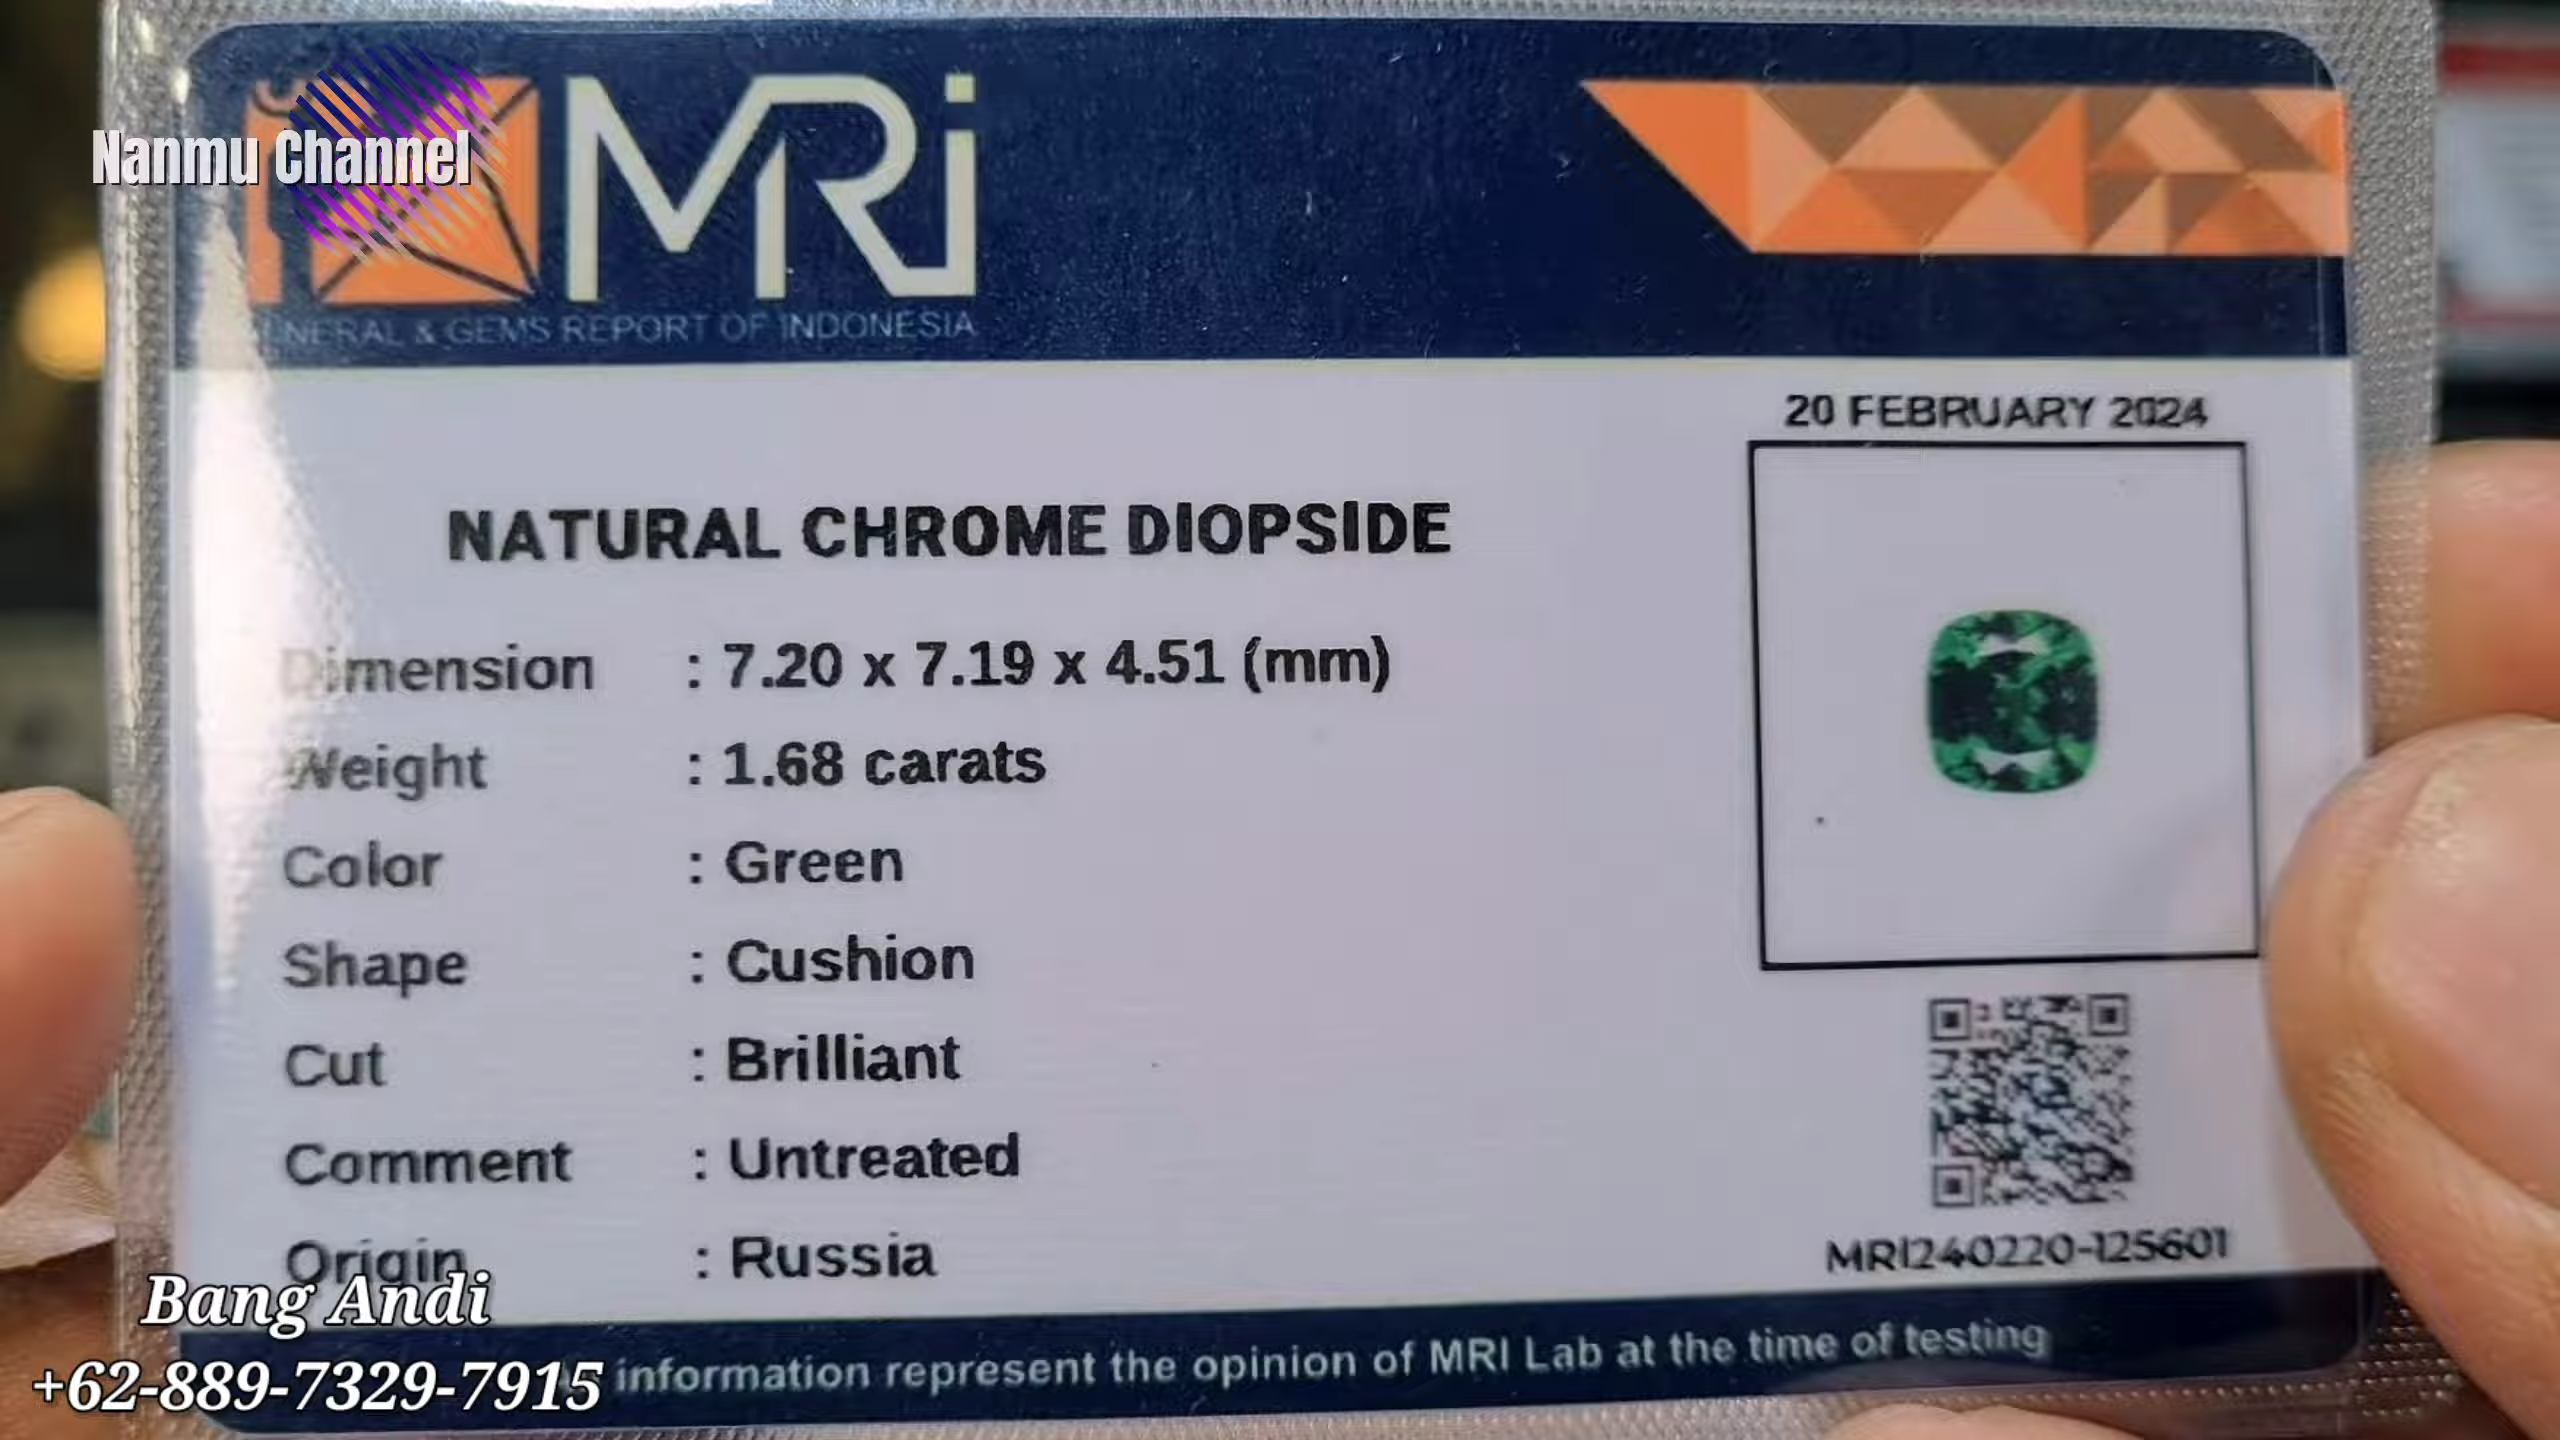 Nanmu Channel
MRi
NERAL & GEMS REPORT OF INDONESIA
20 FEBRUARY 2024
NATURAL CHROME DIOPSIDE
Dimension : 7.20 x 7.19 x 4.51 (mm)
Weight : 1.68 carats
Color : Green
Shape : Cushion
Cut : Brilliant
Comment : Untreated
Origin : Russia
MRI240220-125601
Bang Andi
+62-889-7329-7915
information represent the opinion of MRI Lab at the time of testing